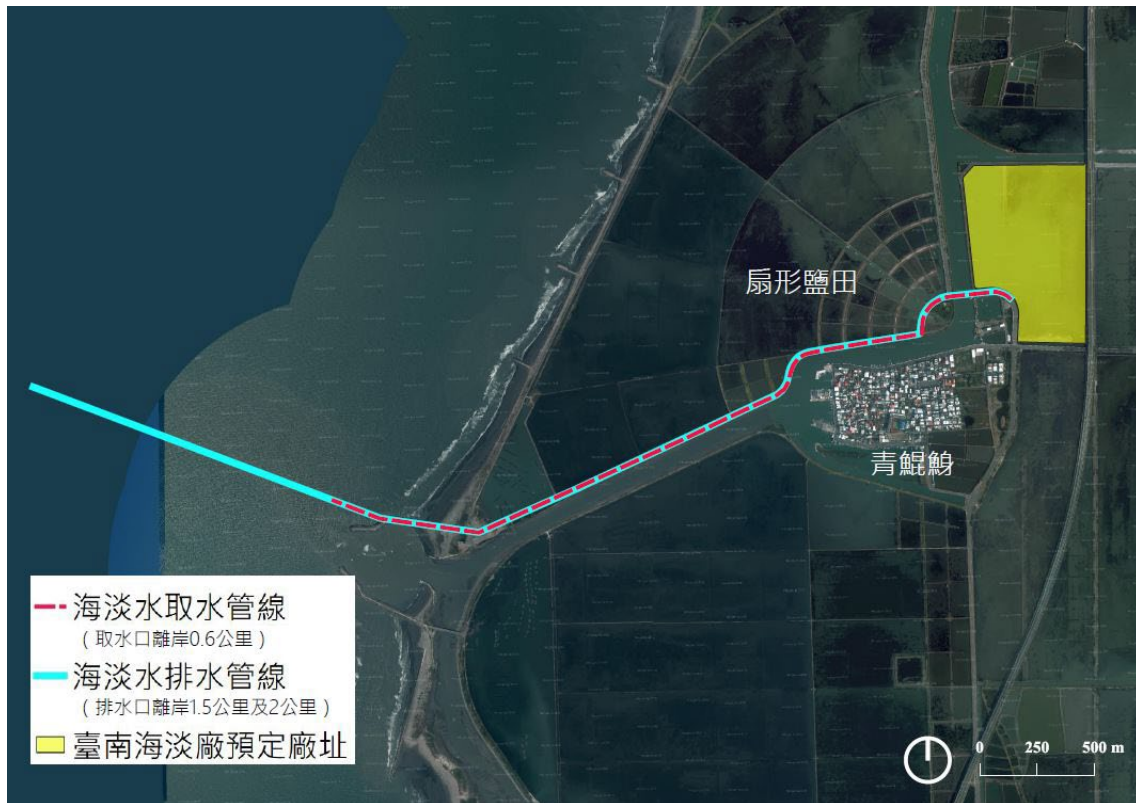 扇形鹽田
青鯤鯓
海淡水取水管線
（取水口離岸0.6公里）
海淡水排水管線
（排水口離岸1.5公里及2公里）
臺南海淡廠預定廠址
0 250 500 m